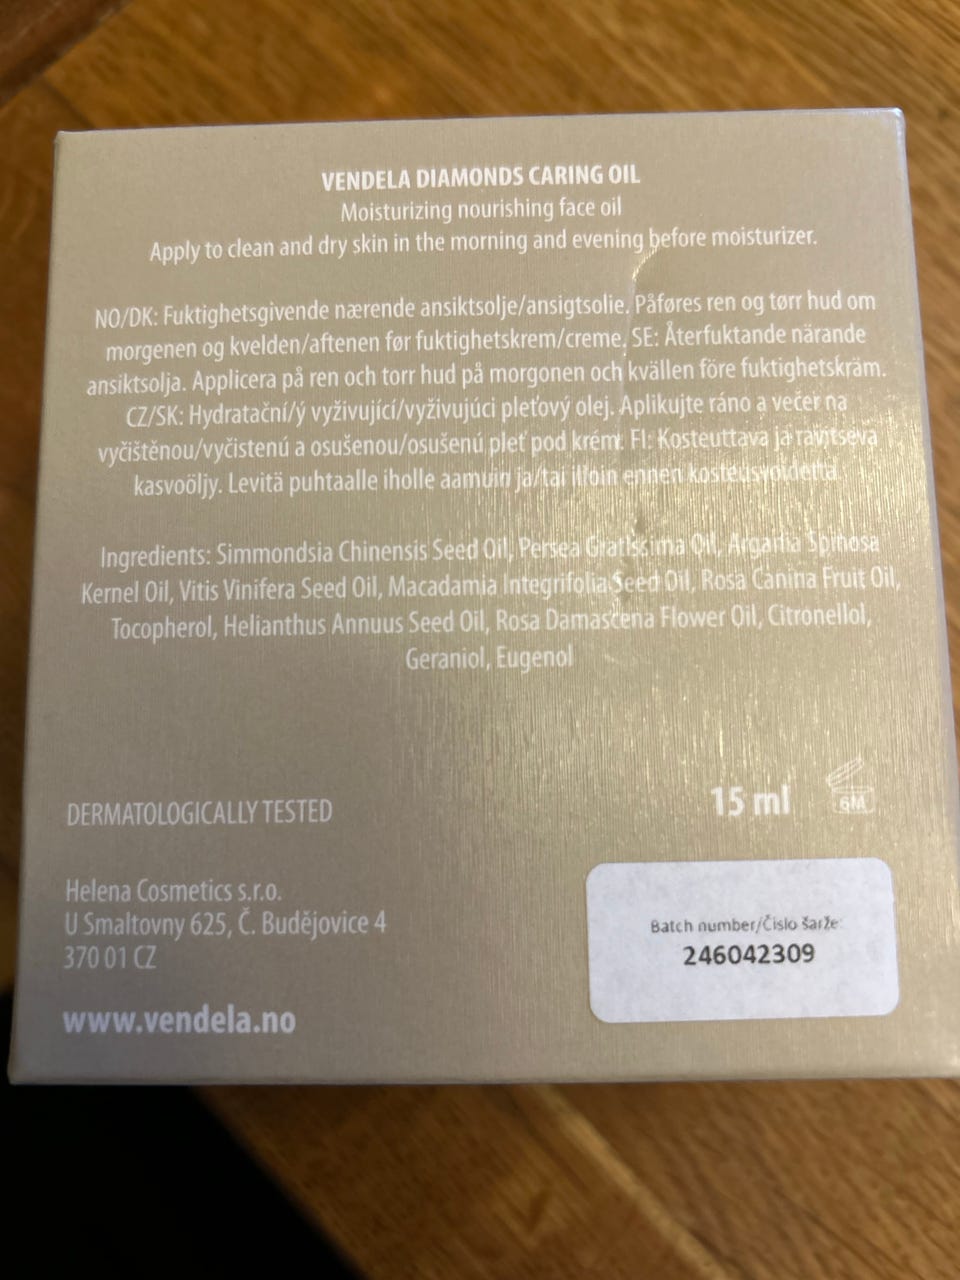 VENDELA DIAMONDS CARING OIL
Moisturizing nourishing face oil
Apply to clean and dry skin in the morning and evening before moisturizer.
NO/DK: Fuktighetsgivende nærende ansiktsolje/ansigtsolie. Påføres ren og tørr hud om
morgenen og kvelden/aftenen før fuktighetskrem/creme. SE: Återfuktande närande
ansiktsolja. Applicera på ren och torr hud på morgonen och kvällen före fuktighetskräm.
CZ/SK: Hydratační/ý vyživující/vyživujúci pleťový olej. Aplikujte ráno a večer na
vyčištěnou/vyčistenú a osušenou/osušenú pleť pod krém. FI: Kosteuttava ja ravitseva
kasvoöljy. Levitä puhtaalle iholle aamuin ja/tai illoin ennen kosteusvoidetta.
Ingredients: Simmondsia Chinensis Seed Oil, Persea Gratissima Oil, Argania Spinosa
Kernel Oil, Vitis Vinifera Seed Oil, Macadamia Integrifolia Seed Oil, Rosa Canina Fruit Oil,
Tocopherol, Helianthus Annuus Seed Oil, Rosa Damascena Flower Oil, Citronellol,
Geraniol, Eugenol
DERMATOLOGICALLY TESTED
15 ml
6M
Helena Cosmetics s.r.o.
U Smaltovny 625, Č. Budějovice 4
370 01 CZ
www.vendela.no
Batch number/Číslo šarže:
246042309